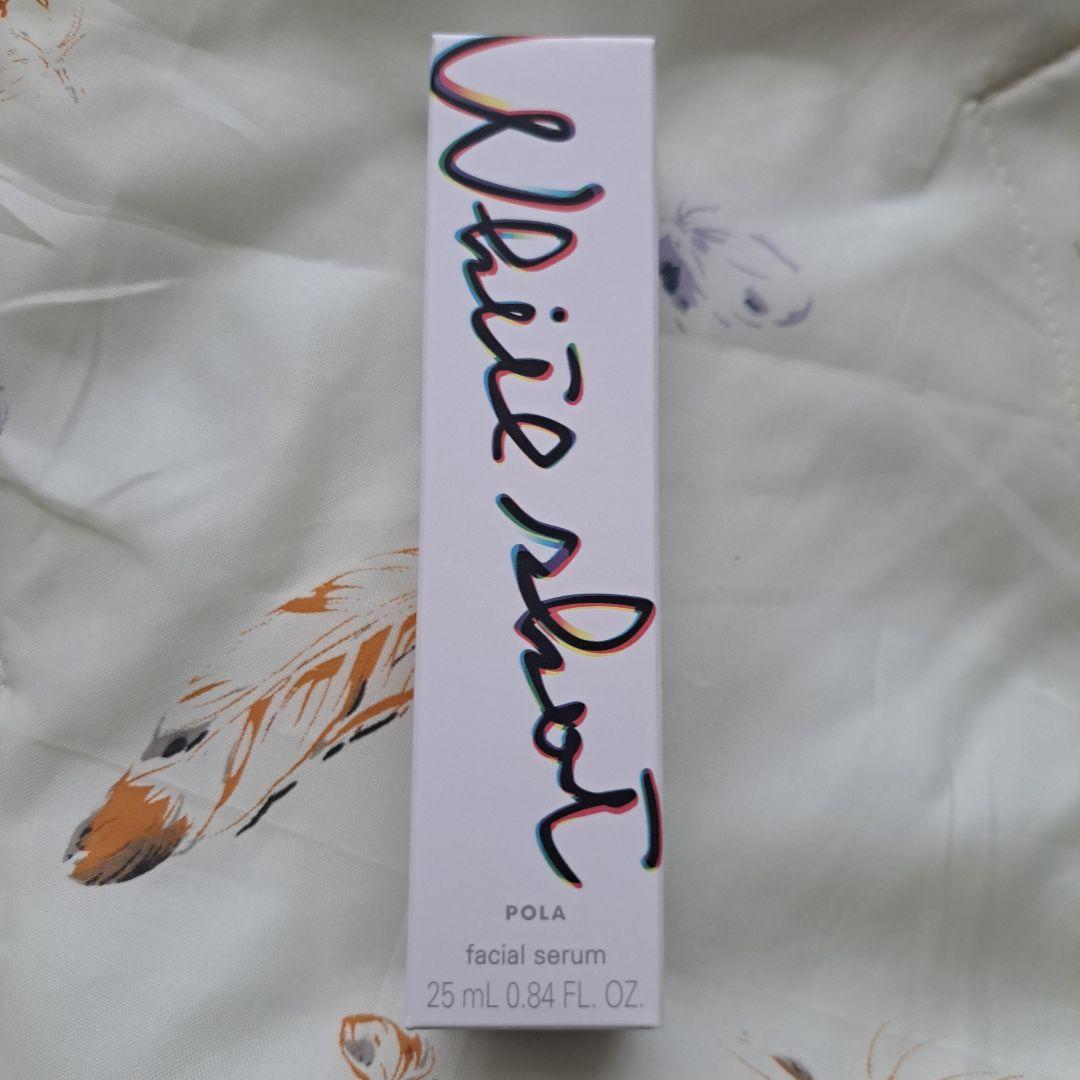 White shot
POLA
facial serum
25 mL 0.84 FL. OZ.